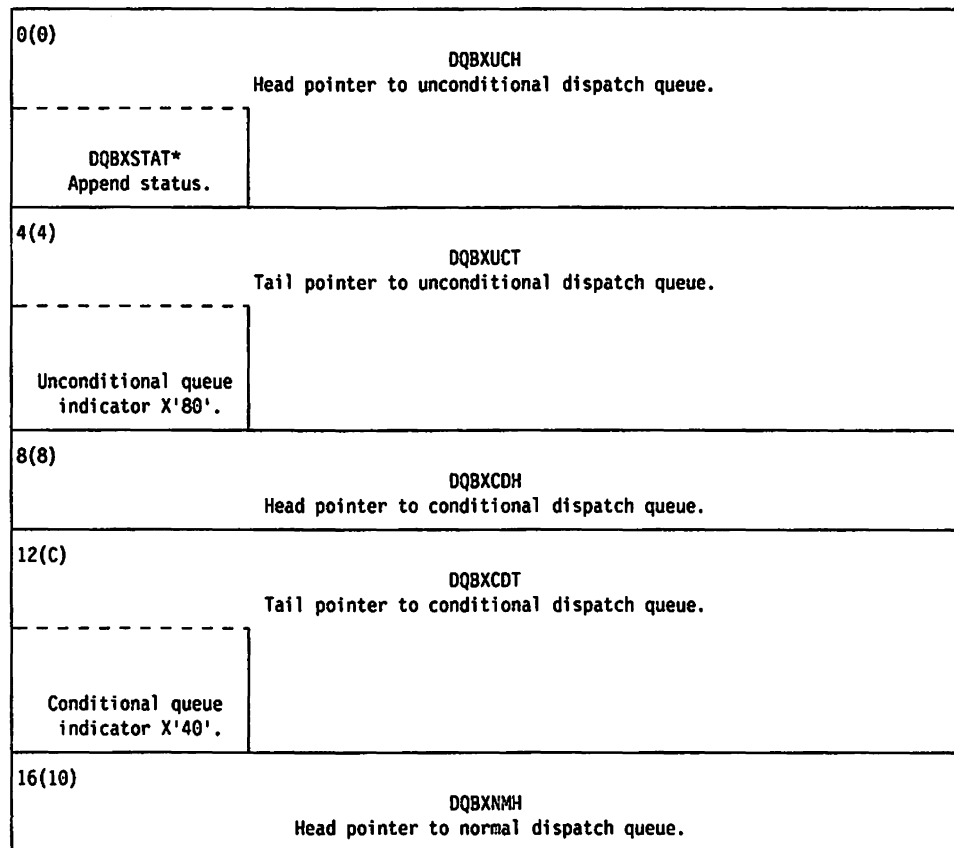 0(0)
DQBXUCH
Head pointer to unconditional dispatch queue.
DQBXSTAT*
Append status.
4(4)
DQBXUCT
Tail pointer to unconditional dispatch queue.
Unconditional queue
indicator X'80'.
8(8)
DQBXCDH
Head pointer to conditional dispatch queue.
12(C)
DQBXCDT
Tail pointer to conditional dispatch queue.
Conditional queue
indicator X'40'.
16(10)
DQBXNMH
Head pointer to normal dispatch queue.